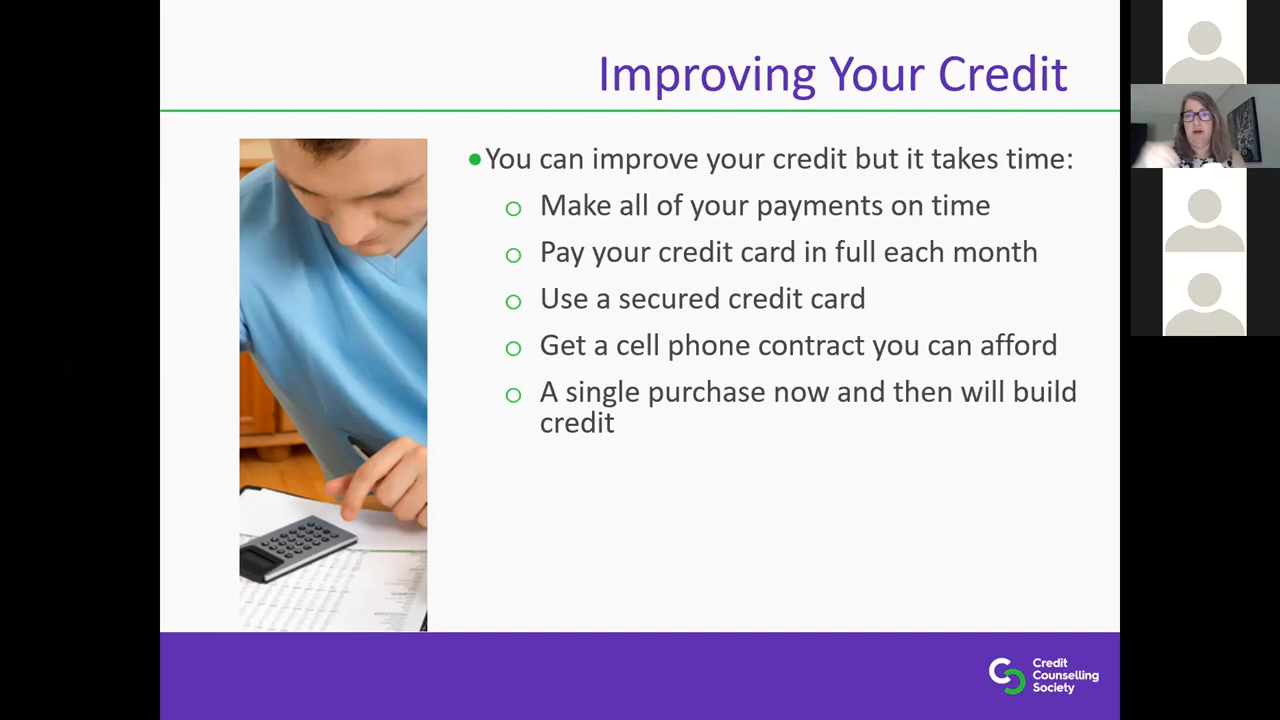 Improving Your Credit
●You can improve your credit but it takes time:
o Make all of your payments on time
o Pay your credit card in full each month
o Use a secured credit card
o Get a cell phone contract you can afford
o A single purchase now and then will build
credit
Credit
Counselling
Society